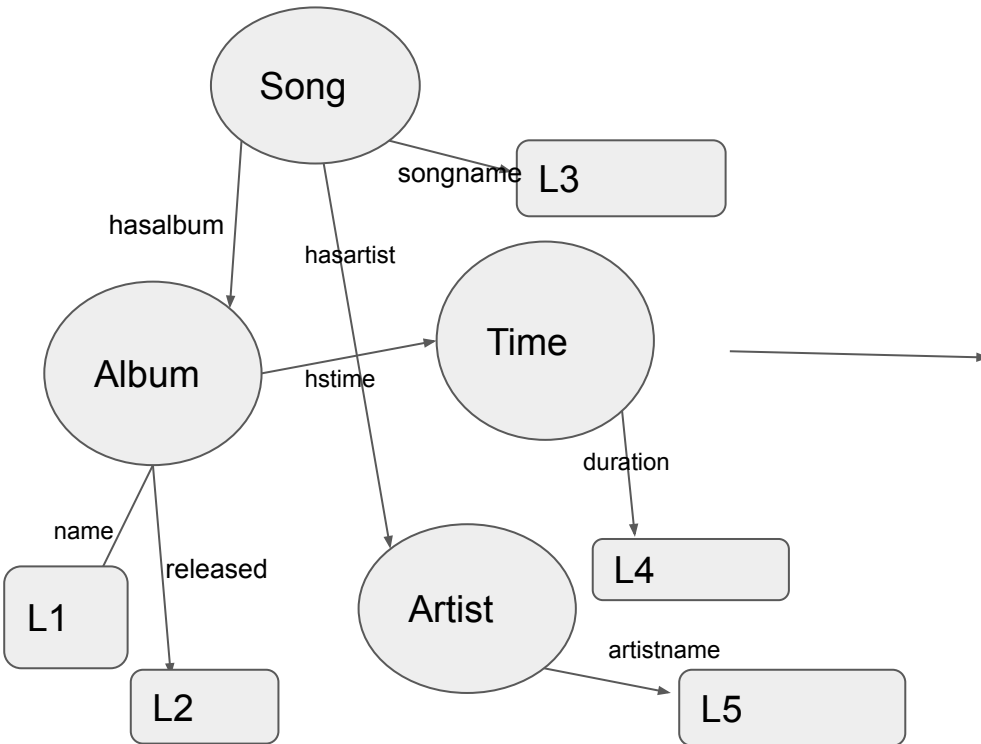 Song
songname
L3
hasalbum
hasartist
Time
Album
hstime
duration
name
released
L4
L1
Artist
artistname
L2
L5